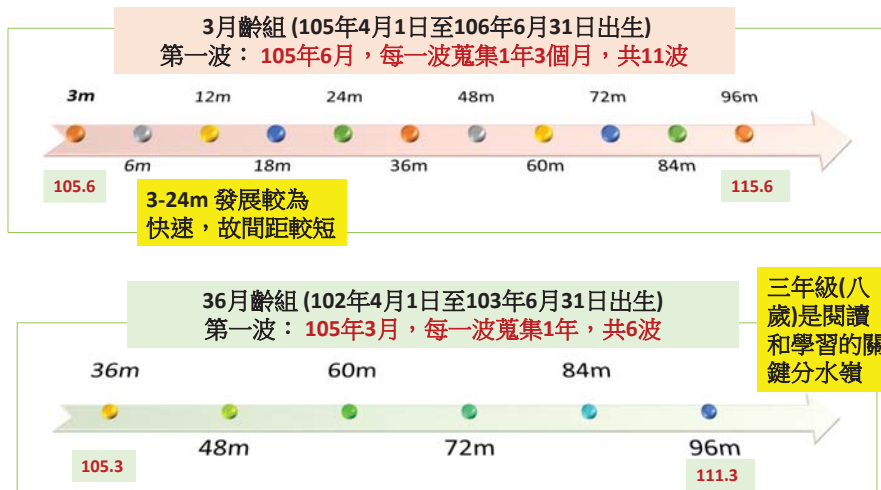 3月齡組 (105年4月1日至106年6月31日出生)
第一波： 105年6月，每一波蒐集1年3個月，共11波
3m 12m 24m 48m 72m 96m
6m 18m 36m 60m 84m
105.6
115.6
3-24m 發展較為
快速，故間距較短
36月齡組 (102年4月1日至103年6月31日出生)
第一波： 105年3月，每一波蒐集1年，共6波
三年級(八
歲)是閱讀
和學習的關
鍵分水嶺
36m 60m 84m
48m 72m 96m
105.3
111.3